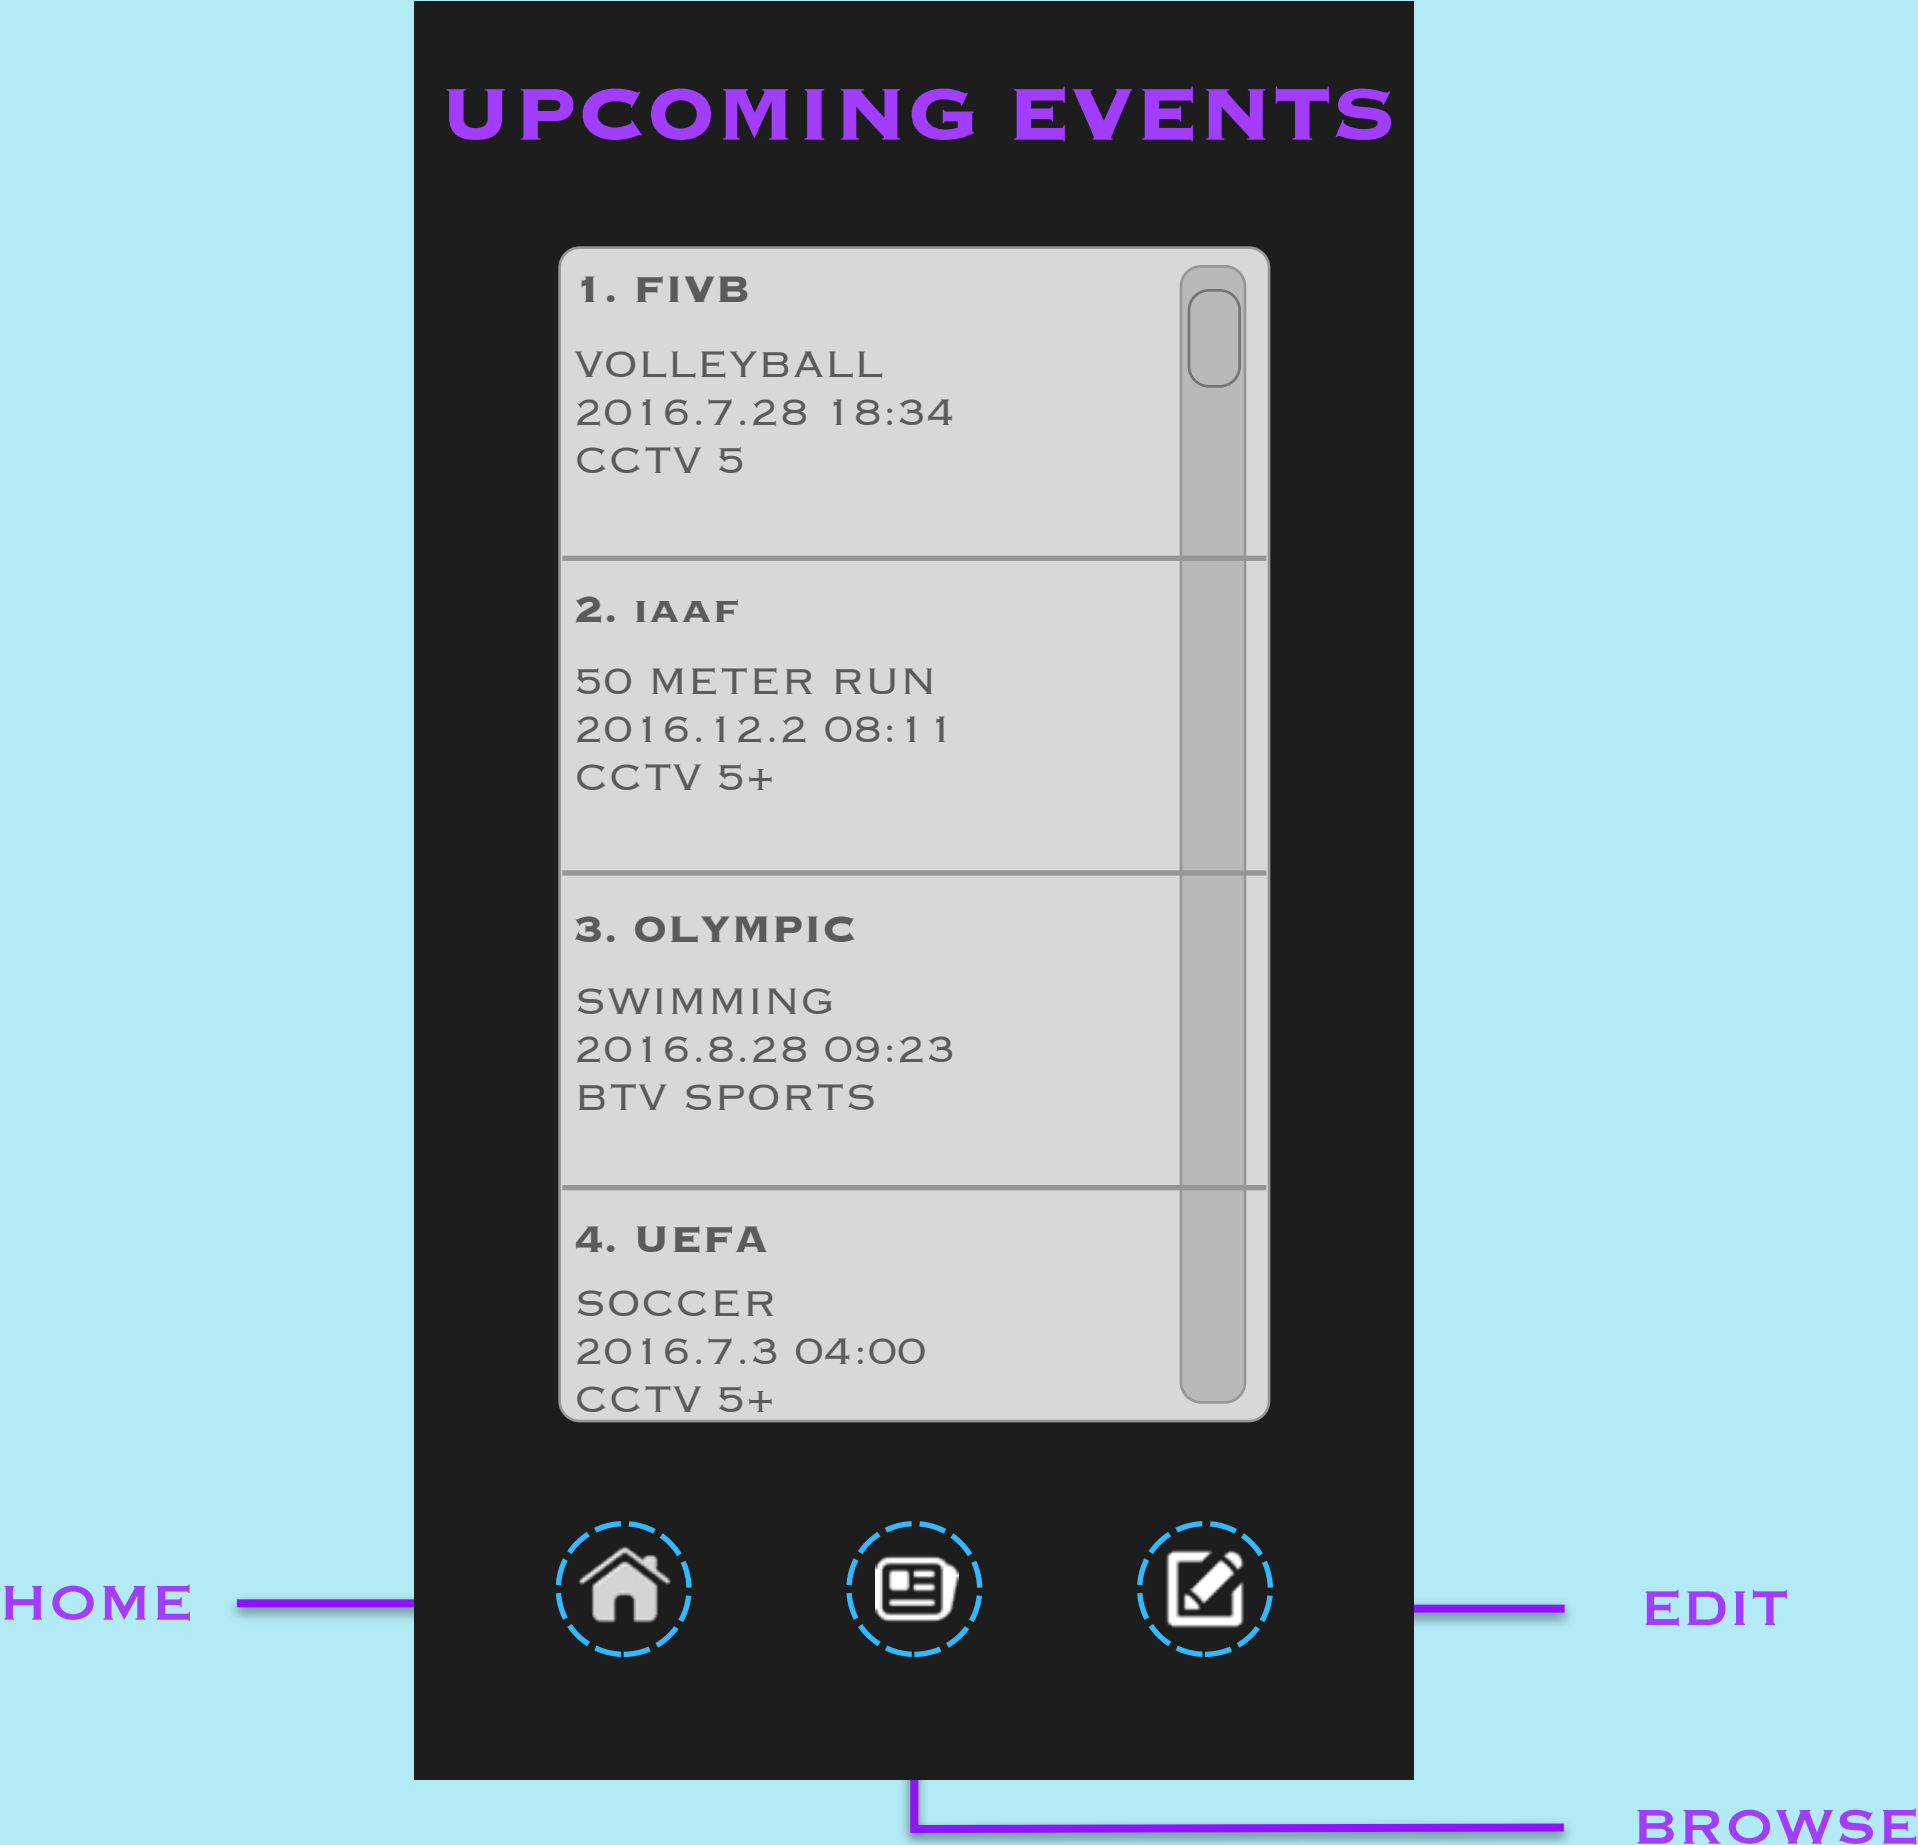 UPCOMING EVENTS
1. FIVB
VOLLEYBALL
2016.7.28 18:34
CCTV 5
2. IAAF
50 METER RUN
2016.12.2 08:11
CCTV 5+
3. OLYMPIC
SWIMMING
2016.8.28 09:23
BTV SPORTS
4. UEFA
SOCCER
2016.7.3 04:00
CCTV 5+
HOME
EDIT
BROWSE